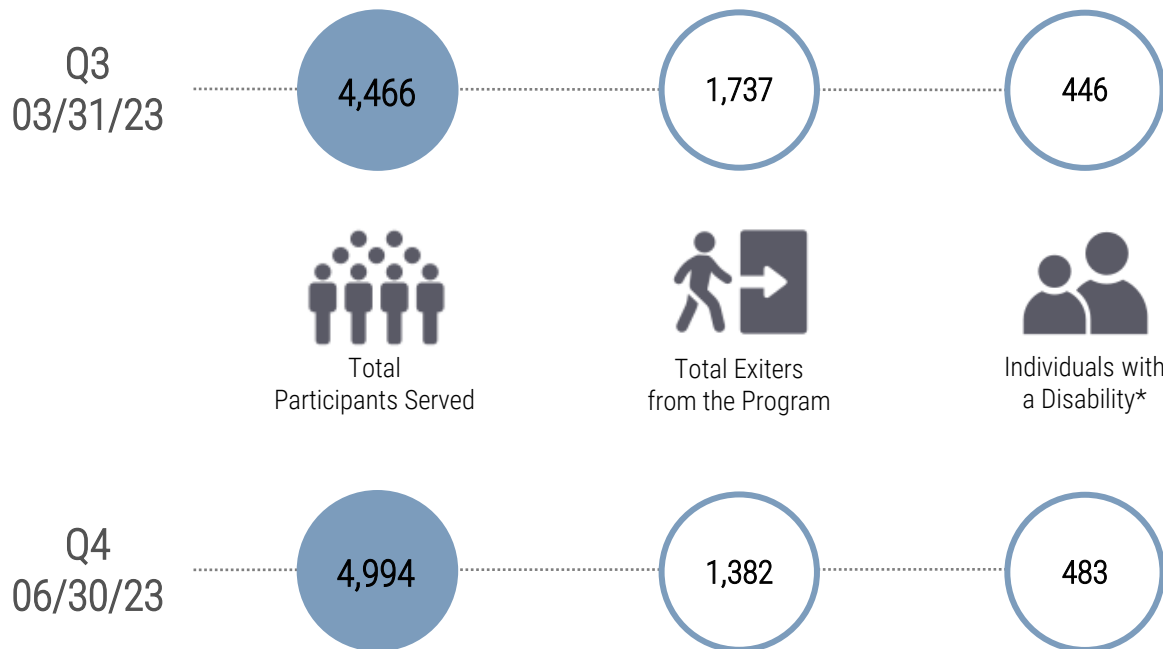 Q3
03/31/23
4,466
1,737
446
Total
Participants Served
Total Exiters
from the Program
Individuals with
a Disability*
Q4
06/30/23
4,994
1,382
483